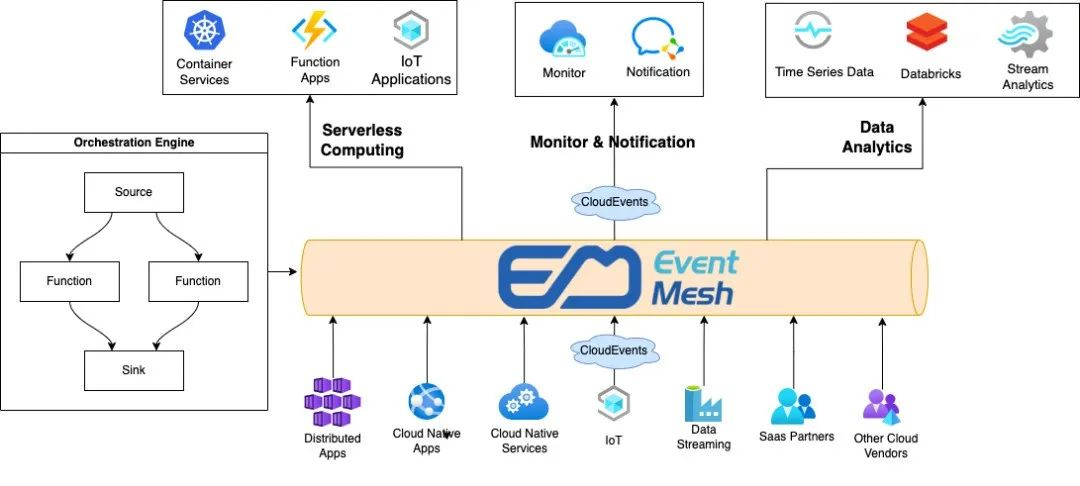 Container
Services
Function
Apps
IoT
Applications
Monitor
Notification
Time Series Data
Databricks
Stream
Analytics
Serverless
Computing
Monitor & Notification
Data
Analytics
Orchestration Engine
Source
Function
Function
Sink
CloudEvents
EM
Event
Mesh
CloudEvents
Distributed
Apps
Cloud Native
Apps
Cloud Native
Services
IoT
Data
Streaming
SaaS Partners
Other Cloud
Vendors